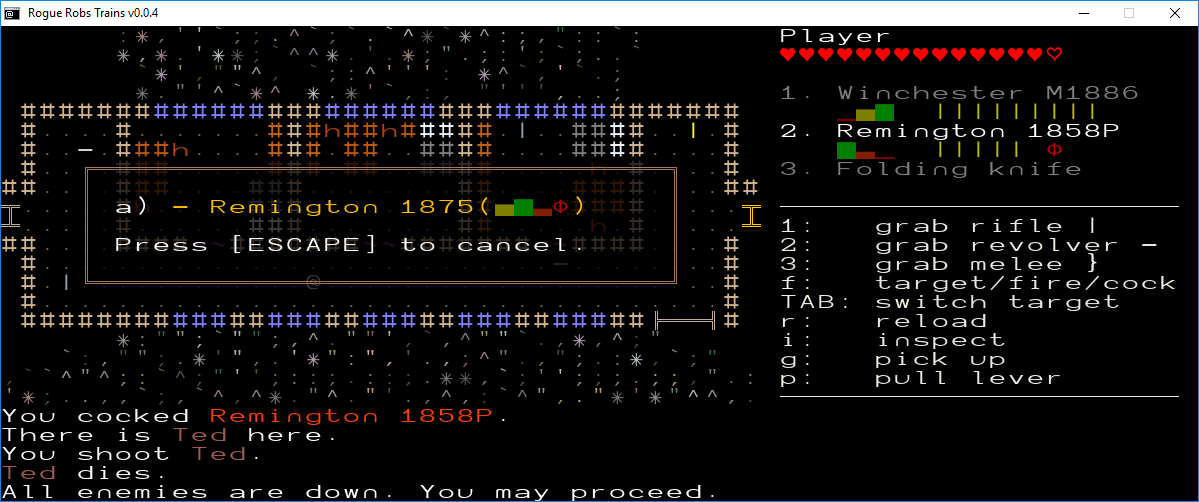 Rogue Robs Trains v0.0.4
Player
1. Winchester M1886
2. Remington 1858P
3. Folding knife
a) – Remington 1875(Φ)
Press [ESCAPE] to cancel.
1: grab rifle |
2: grab revolver –
3: grab melee }
f: target/fire/cock
TAB: switch target
r: reload
i: inspect
g: pick up
p: pull lever
You cocked Remington 1858P.
There is Ted here.
You shoot Ted.
Ted dies.
All enemies are down. You may proceed.